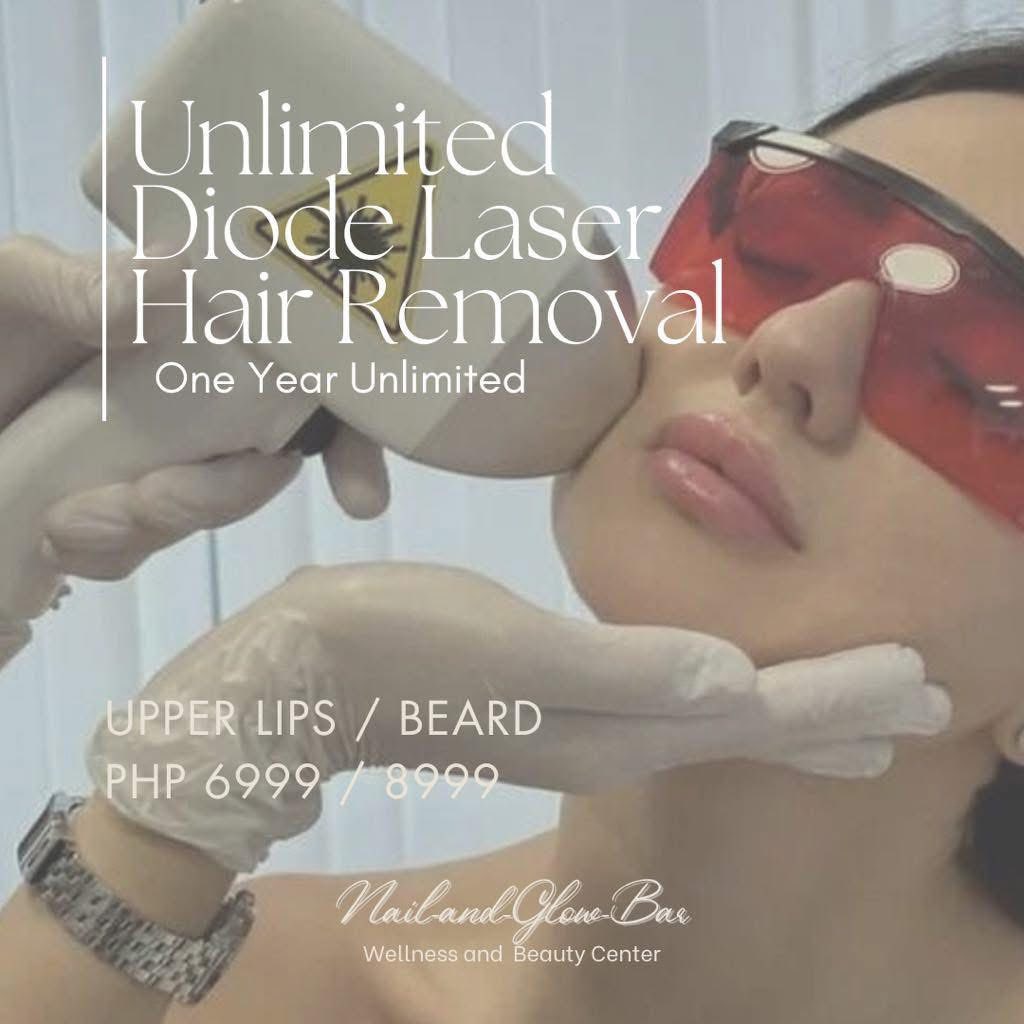 Unlimited
Diode Laser
Hair Removal
One Year Unlimited
UPPER LIPS / BEARD
PHP 6999 / 8999
Nail-and-Glow-Bar
Wellness and Beauty Center